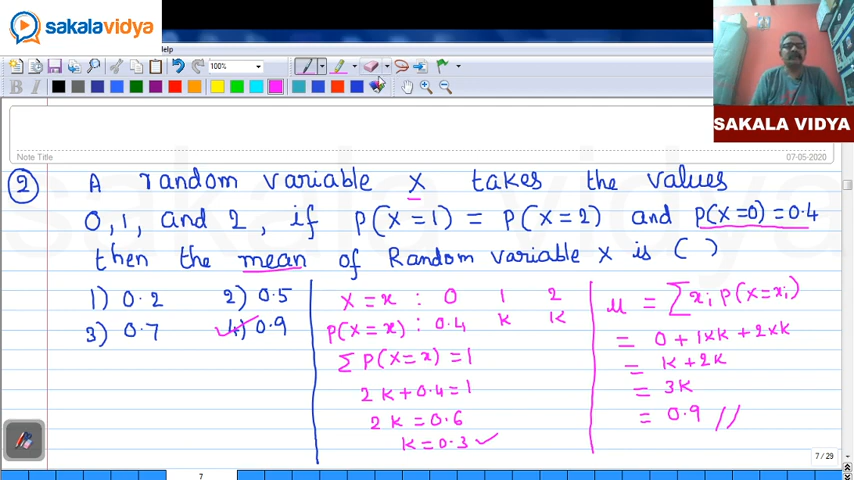 sakalavidya
Help
100%
SAKALA VIDYA
Note Title
07-05-2020
2 A random variable X takes the values
0, 1, and 2, if P(X=1) = P(X=2) and P(X=0)=0.4
then the mean of Random variable X is ( )
1) 0.2 2) 0.5
3) 0.7 4) 0.9
X = x : 0 1 2
P(X=x) : 0.4 K K
∑ P(X=x) = 1
2K+0.4=1
2K=0.6
K=0.3 ✓
μ = ∑ xi P(X=xi)
= 0+1×K+2×K
= K+2K
= 3K
= 0.9 //
7 / 29
7